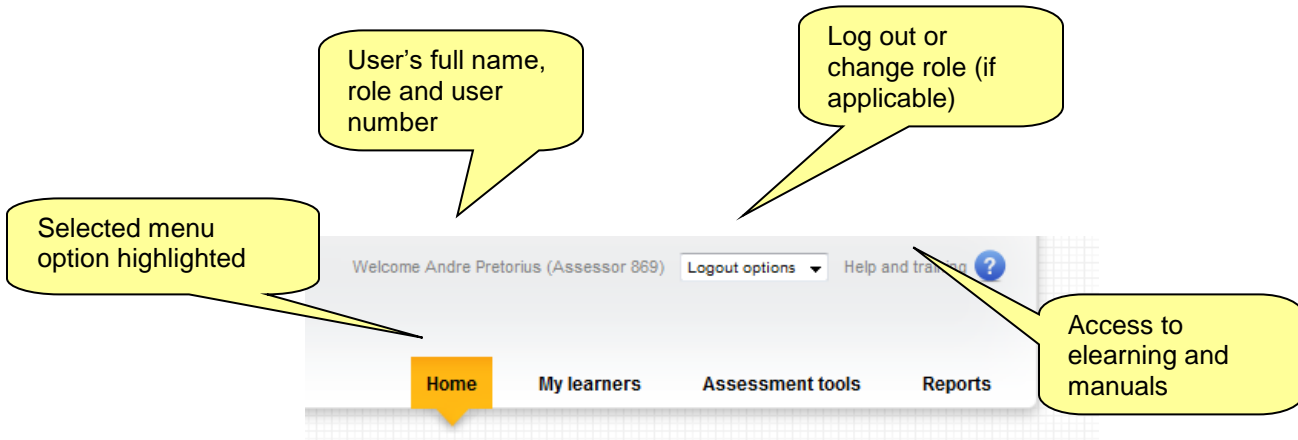 User’s full name,
role and user
number
Log out or
change role (if
applicable)
Selected menu
option highlighted
Welcome Andre Pretorius (Assessor 869) Logout options Help and training ?
Access to
elearning and
manuals
Home My learners Assessment tools Reports